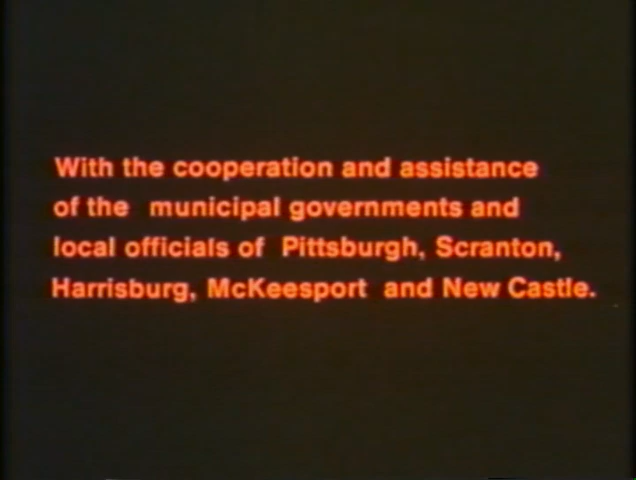 With the cooperation and assistance
of the municipal governments and
local officials of Pittsburgh, Scranton,
Harrisburg, McKeesport and New Castle.